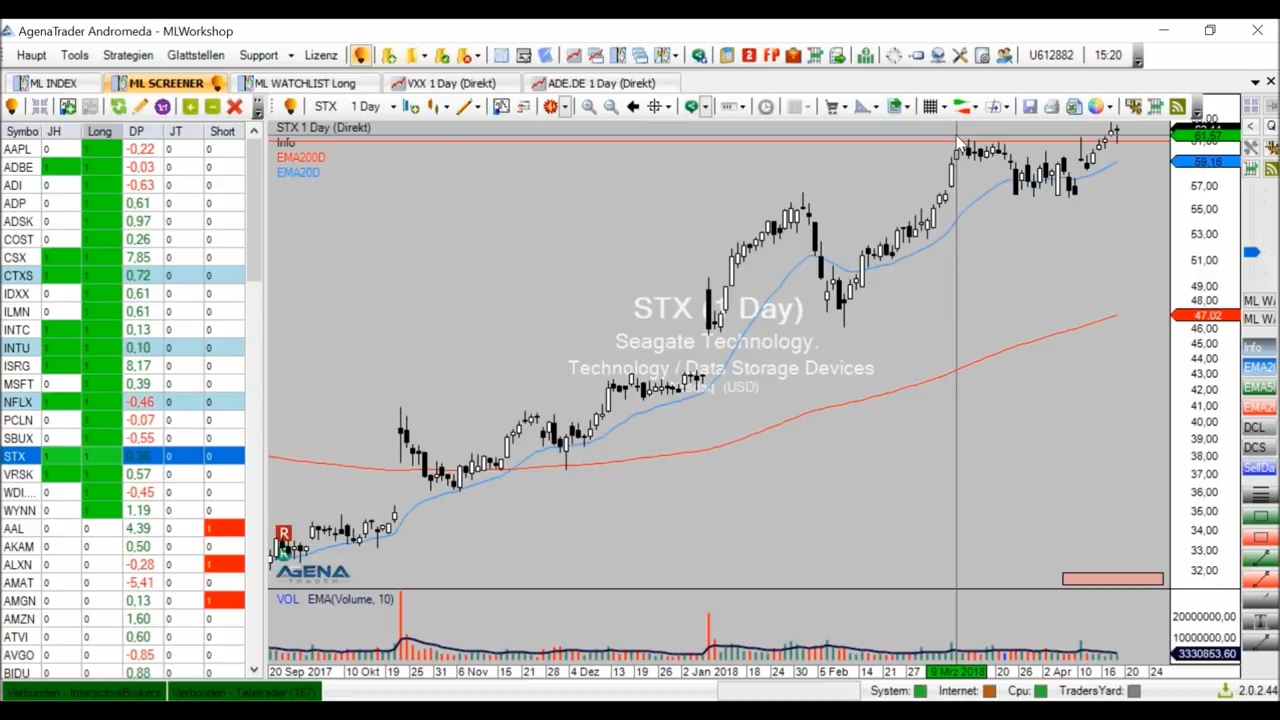 AgenaTrader Andromeda - MLWorkshop
Haupt Tools Strategien Glattstellen Support Lizenz 2 FP U612882 15:20
ML INDEX ML SCREENER ML WATCHLIST Long VXX 1 Day (Direkt) ADE.DE 1 Day (Direkt)
STX 1 Day
Symbo JH Long DP JT Short
AAPL 1 -0,22 0 0
ADBE 1 1 -0,03 0 0
ADI 1 -0,63 0 0
ADP 1 0,61 0 0
ADSK 1 0,97 0 0
COST 1 0,26 0 0
CSX 1 1 7,85 0 0
CTXS 1 1 0,72 0 0
IDXX 1 0,61 0 0
ILMN 1 0,61 0 0
INTC 1 1 0,13 0 0
INTU 1 1 0,10 0 0
ISRG 1 1 8,17 0 0
MSFT 1 0,39 0 0
NFLX 1 1 -0,46 0 0
PCLN 1 -0,07 0 0
SBUX 1 -0,55 0 0
STX 1 1 0,36 0 0
VRSK 1 1 0,57 0 0
WDI.... 1 -0,45 0 0
WYNN 1 1,19 0 0
AAL 0 0 4,39 0 1
AKAM 0 0 0,50 0 0
ALXN 0 0 -0,28 0 1
AMAT 0 0 -5,41 0 0
AMGN 0 0 0,13 0 1
AMZN 0 0 1,60 0 0
ATVI 0 0 0,60 0 0
AVGO 0 0 -0,85 0 0
BIDU 0 0 0,88 0 0
STX 1 Day (Direkt)
Info
EMA200D
EMA20D
STX (1 Day)
Seagate Technology.
Technology / Data Storage Devices
(USD)
R
AGENA
TRADER
61,57
59,16
57,00
55,00
53,00
51,00
49,00
48,00
47,02
46,00
45,00
44,00
43,00
42,00
41,00
40,00
39,00
38,00
37,00
36,00
35,00
34,00
33,00
32,00
VOL EMA(Volume, 10)
20000000,00
10000000,00
3330853,60
20 Sep 2017 10 Okt 19 26 6 Nov 15 21 28 4 Dez 13 19 26 2 Jan 2018 18 24 30 5 Feb 14 21 27 9 Mrz 2018 20 26 2 Apr 10 16 20 24
ML W
ML W
Info
DCL
DCS
SellDa
Verbunden - InteractiveBrokers Verbunden - Teletrader (167) System: Internet: Cpu: TradersYard: 2.0.2.44